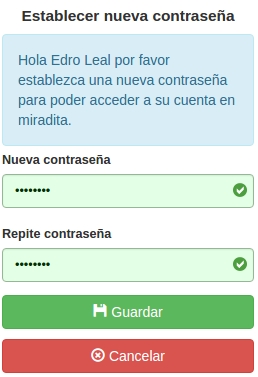 Establecer nueva contraseña
Hola Edro Leal por favor
establezca una nueva contraseña
para poder acceder a su cuenta en
miradita.
Nueva contraseña
••••••••
Repite contraseña
••••••••
Guardar
Cancelar